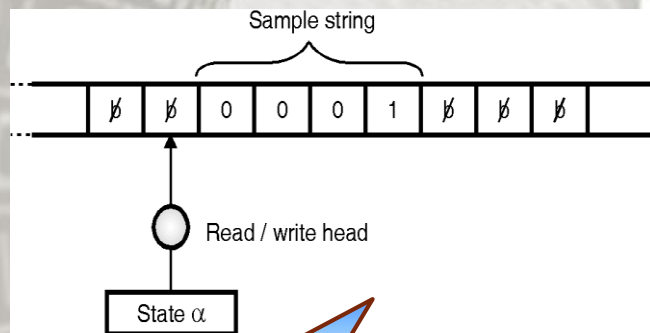 Sample string
b̸ b̸ 0 0 0 1 b̸ b̸ b̸
Read / write head
State α